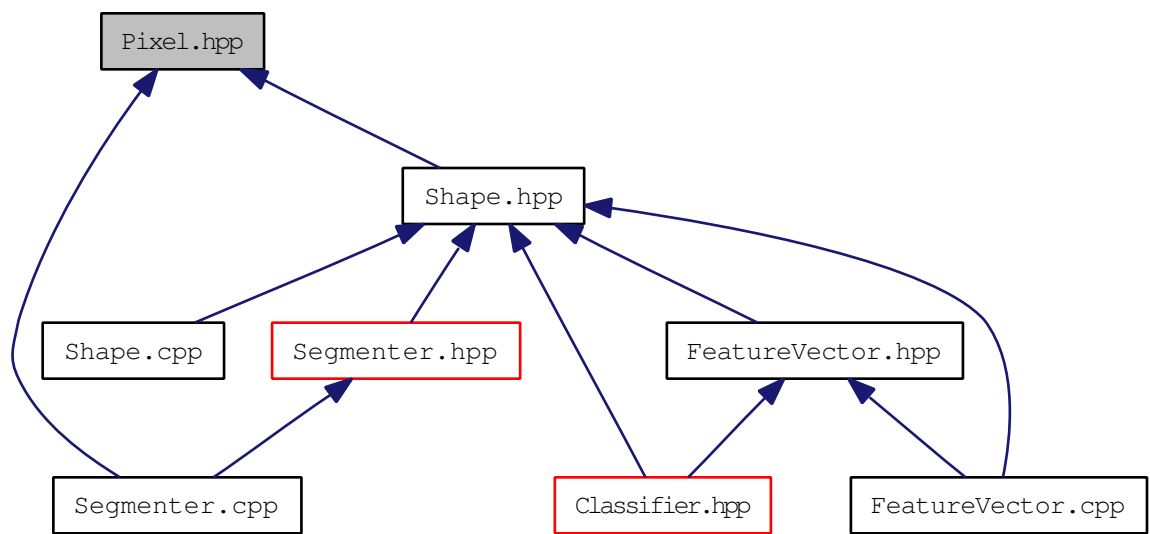 Pixel.hpp
Shape.hpp
Shape.cpp
Segmenter.hpp
FeatureVector.hpp
Segmenter.cpp
Classifier.hpp
FeatureVector.cpp